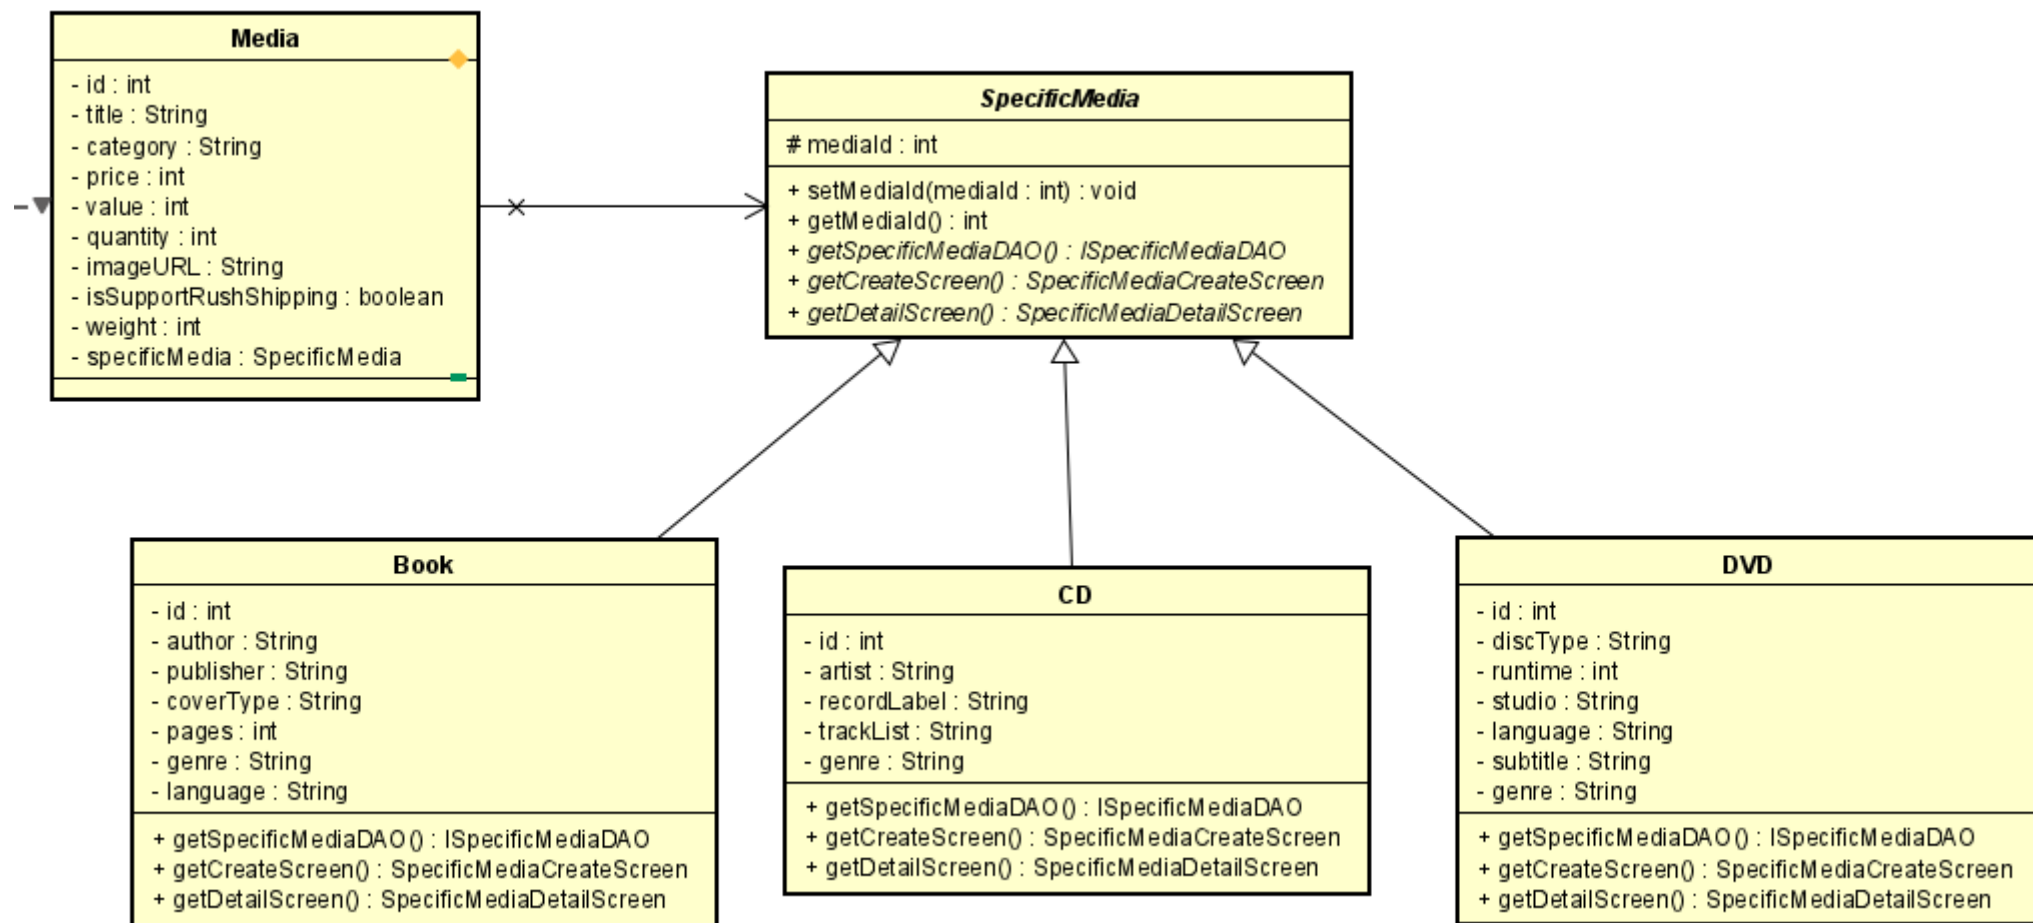 Media
- id : int
- title : String
- category : String
- price : int
- value : int
- quantity : int
- imageURL : String
- isSupportRushShipping : boolean
- weight : int
- specificMedia : SpecificMedia
SpecificMedia
# mediaId : int
+ setMediaId(mediaId : int) : void
+ getMediaId() : int
+ getSpecificMediaDAO() : ISpecificMediaDAO
+ getCreateScreen() : SpecificMediaCreateScreen
+ getDetailScreen() : SpecificMediaDetailScreen
Book
- id : int
- author : String
- publisher : String
- coverType : String
- pages : int
- genre : String
- language : String
+ getSpecificMediaDAO() : ISpecificMediaDAO
+ getCreateScreen() : SpecificMediaCreateScreen
+ getDetailScreen() : SpecificMediaDetailScreen
CD
- id : int
- artist : String
- recordLabel : String
- trackList : String
- genre : String
+ getSpecificMediaDAO() : ISpecificMediaDAO
+ getCreateScreen() : SpecificMediaCreateScreen
+ getDetailScreen() : SpecificMediaDetailScreen
DVD
- id : int
- discType : String
- runtime : int
- studio : String
- language : String
- subtitle : String
- genre : String
+ getSpecificMediaDAO() : ISpecificMediaDAO
+ getCreateScreen() : SpecificMediaCreateScreen
+ getDetailScreen() : SpecificMediaDetailScreen